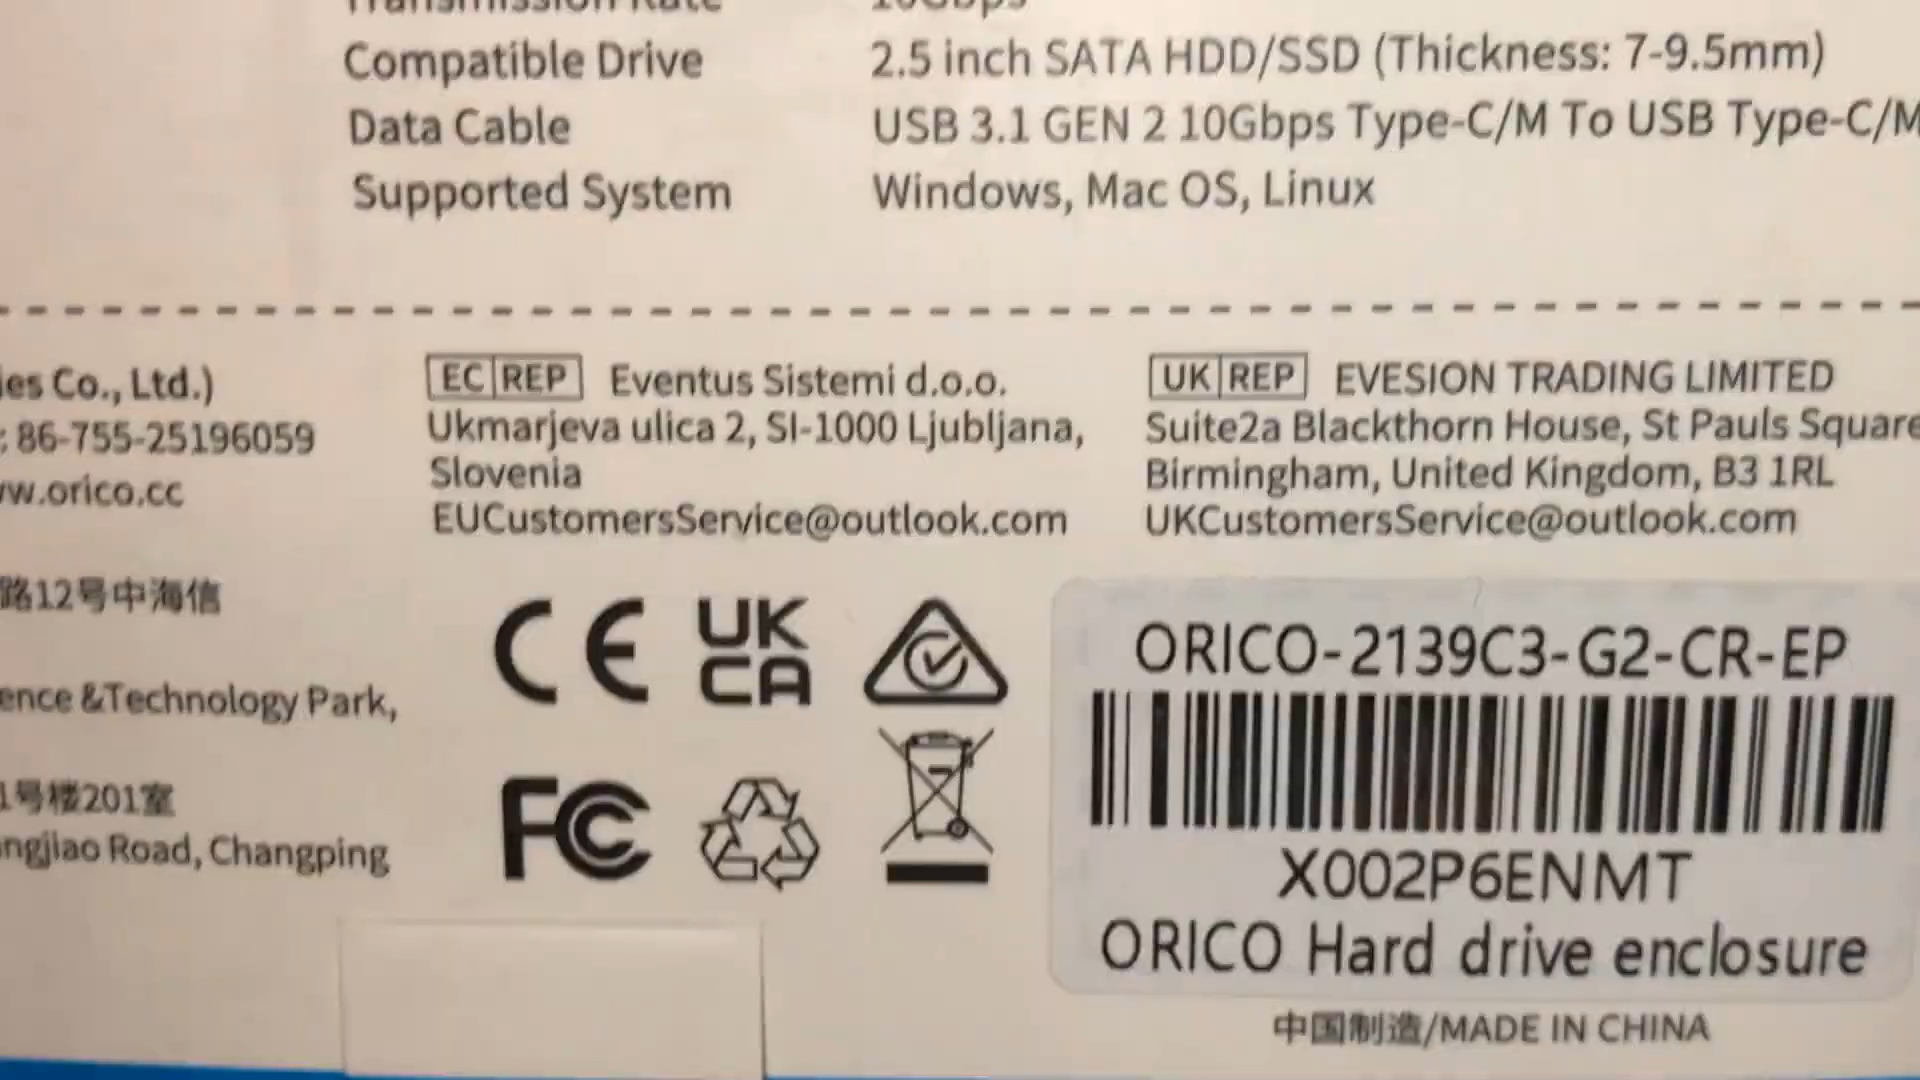 Transmission Rate 10Gbps
Compatible Drive 2.5 inch SATA HDD/SSD (Thickness: 7-9.5mm)
Data Cable USB 3.1 GEN 2 10Gbps Type-C/M To USB Type-C/M
Supported System Windows, Mac OS, Linux
ies Co., Ltd.)
: 86-755-25196059
ww.orico.cc
路12号中海信
ence &Technology Park,
1号楼201室
ngjiao Road, Changping
EC REP Eventus Sistemi d.o.o.
Ukmarjeva ulica 2, SI-1000 Ljubljana,
Slovenia
EUCustomersService@outlook.com
UK REP EVESION TRADING LIMITED
Suite2a Blackthorn House, St Pauls Square
Birmingham, United Kingdom, B3 1RL
UKCustomersService@outlook.com
CE UK
CA
FC
ORICO-2139C3-G2-CR-EP
X002P6ENMT
ORICO Hard drive enclosure
中国制造/MADE IN CHINA